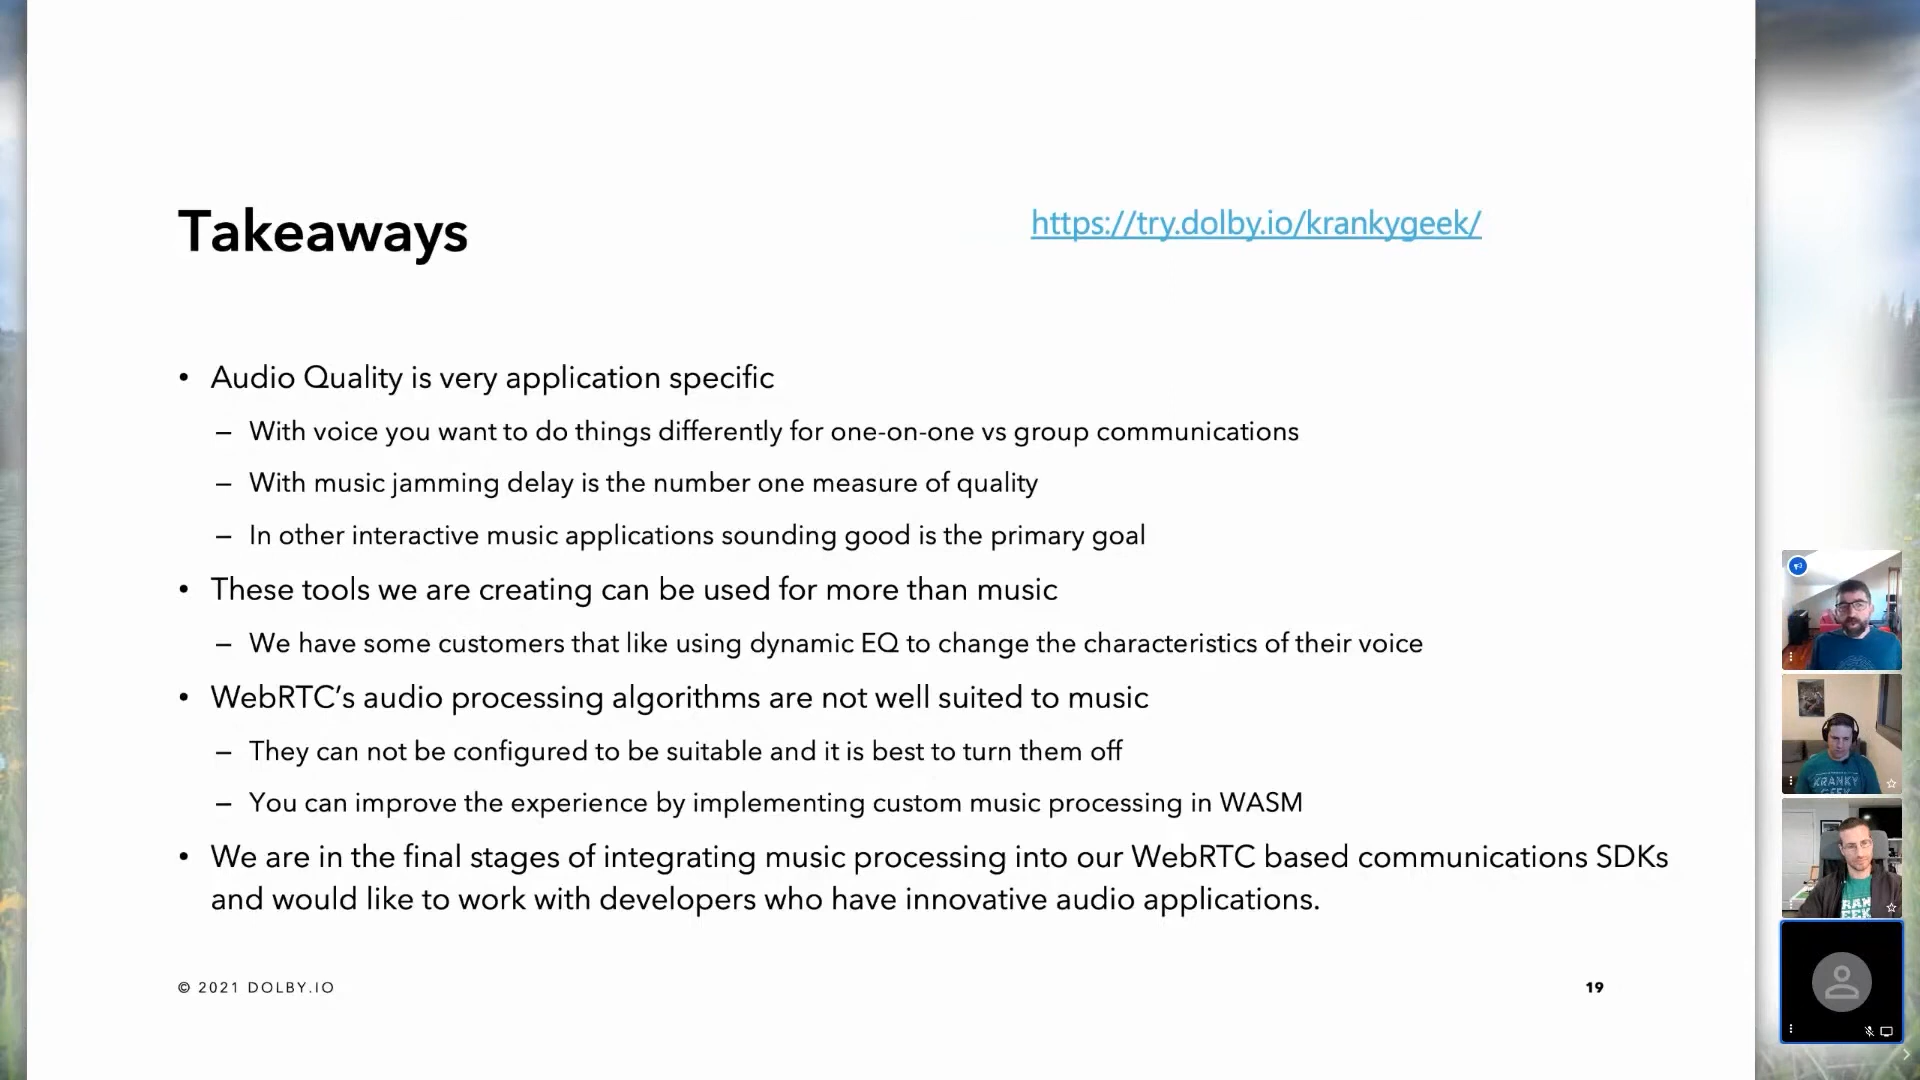 Takeaways
https://try.dolby.io/krankygeek/
• Audio Quality is very application specific
– With voice you want to do things differently for one-on-one vs group communications
– With music jamming delay is the number one measure of quality
– In other interactive music applications sounding good is the primary goal
• These tools we are creating can be used for more than music
– We have some customers that like using dynamic EQ to change the characteristics of their voice
• WebRTC’s audio processing algorithms are not well suited to music
– They can not be configured to be suitable and it is best to turn them off
– You can improve the experience by implementing custom music processing in WASM
• We are in the final stages of integrating music processing into our WebRTC based communications SDKs
and would like to work with developers who have innovative audio applications.
© 2021 DOLBY.IO
19
KRANKY
GEEK